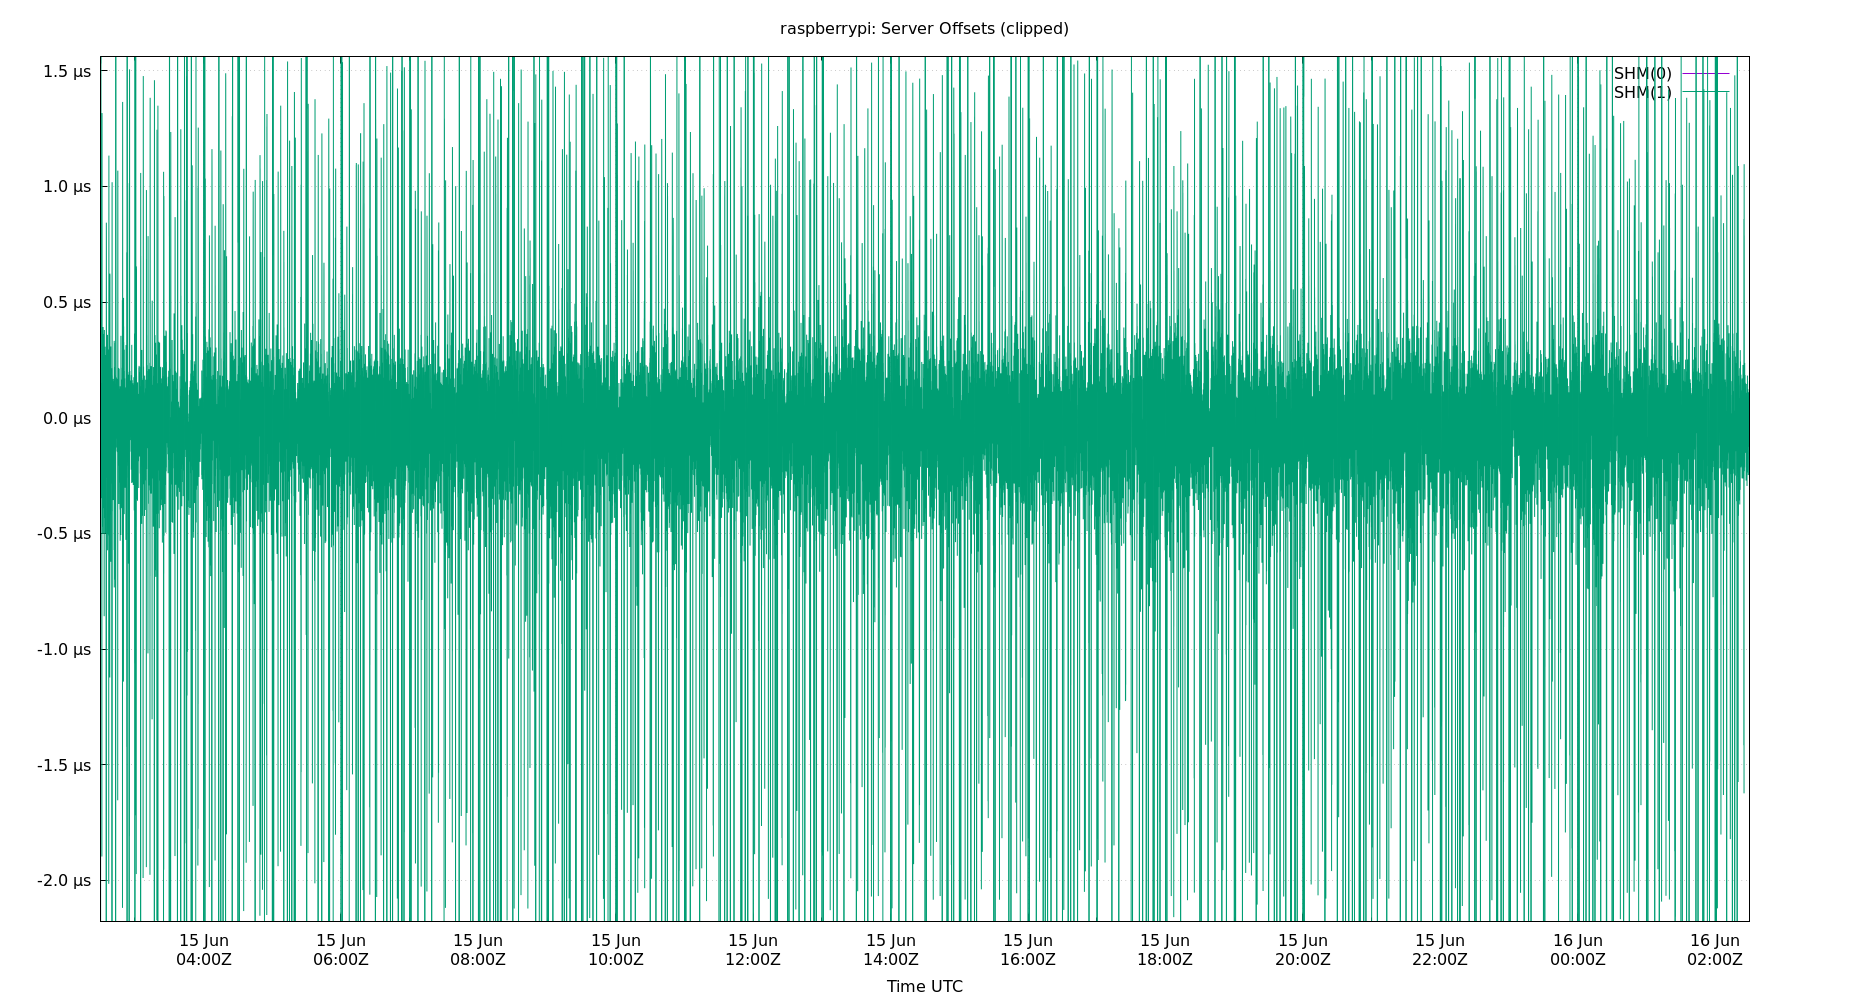 raspberrypi: Server Offsets (clipped)
SHM(0)
SHM(1)
1.5 µs
1.0 µs
0.5 µs
0.0 µs
-0.5 µs
-1.0 µs
-1.5 µs
-2.0 µs
15 Jun 15 Jun 15 Jun 15 Jun 15 Jun 15 Jun 15 Jun 15 Jun 15 Jun 15 Jun 16 Jun 16 Jun
04:00Z 06:00Z 08:00Z 10:00Z 12:00Z 14:00Z 16:00Z 18:00Z 20:00Z 22:00Z 00:00Z 02:00Z
Time UTC